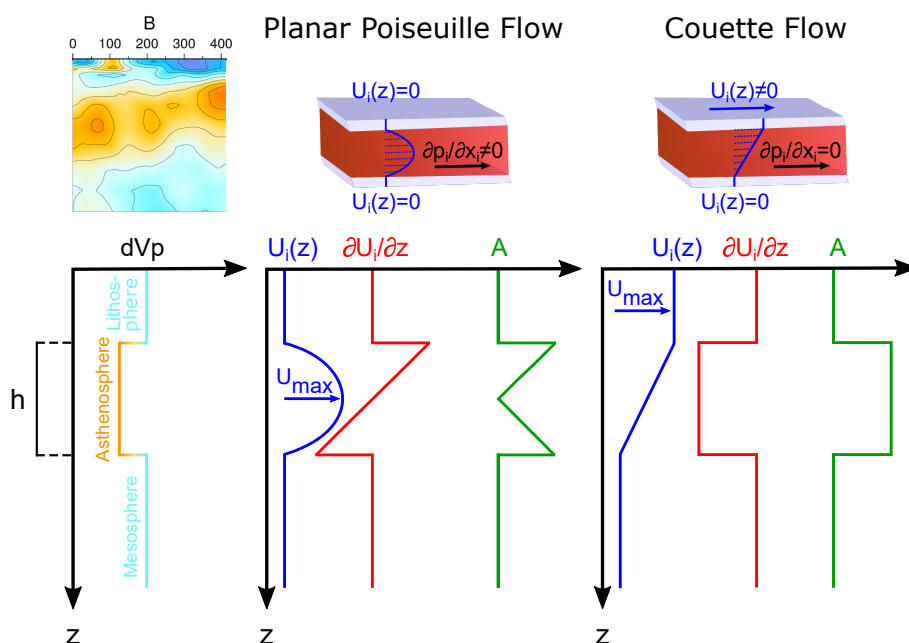 B
0 100 200 300 400
Planar Poiseuille Flow
Uᵢ(z)=0
∂pᵢ/∂xᵢ≠0
Uᵢ(z)=0
Couette Flow
Uᵢ(z)≠0
∂pᵢ/∂xᵢ=0
Uᵢ(z)=0
dVp
Lithos-
phere
Asthenosphere
Mesosphere
h
z
Uᵢ(z) ∂Uᵢ/∂z A
Umax
z
Uᵢ(z) ∂Uᵢ/∂z A
Umax
z